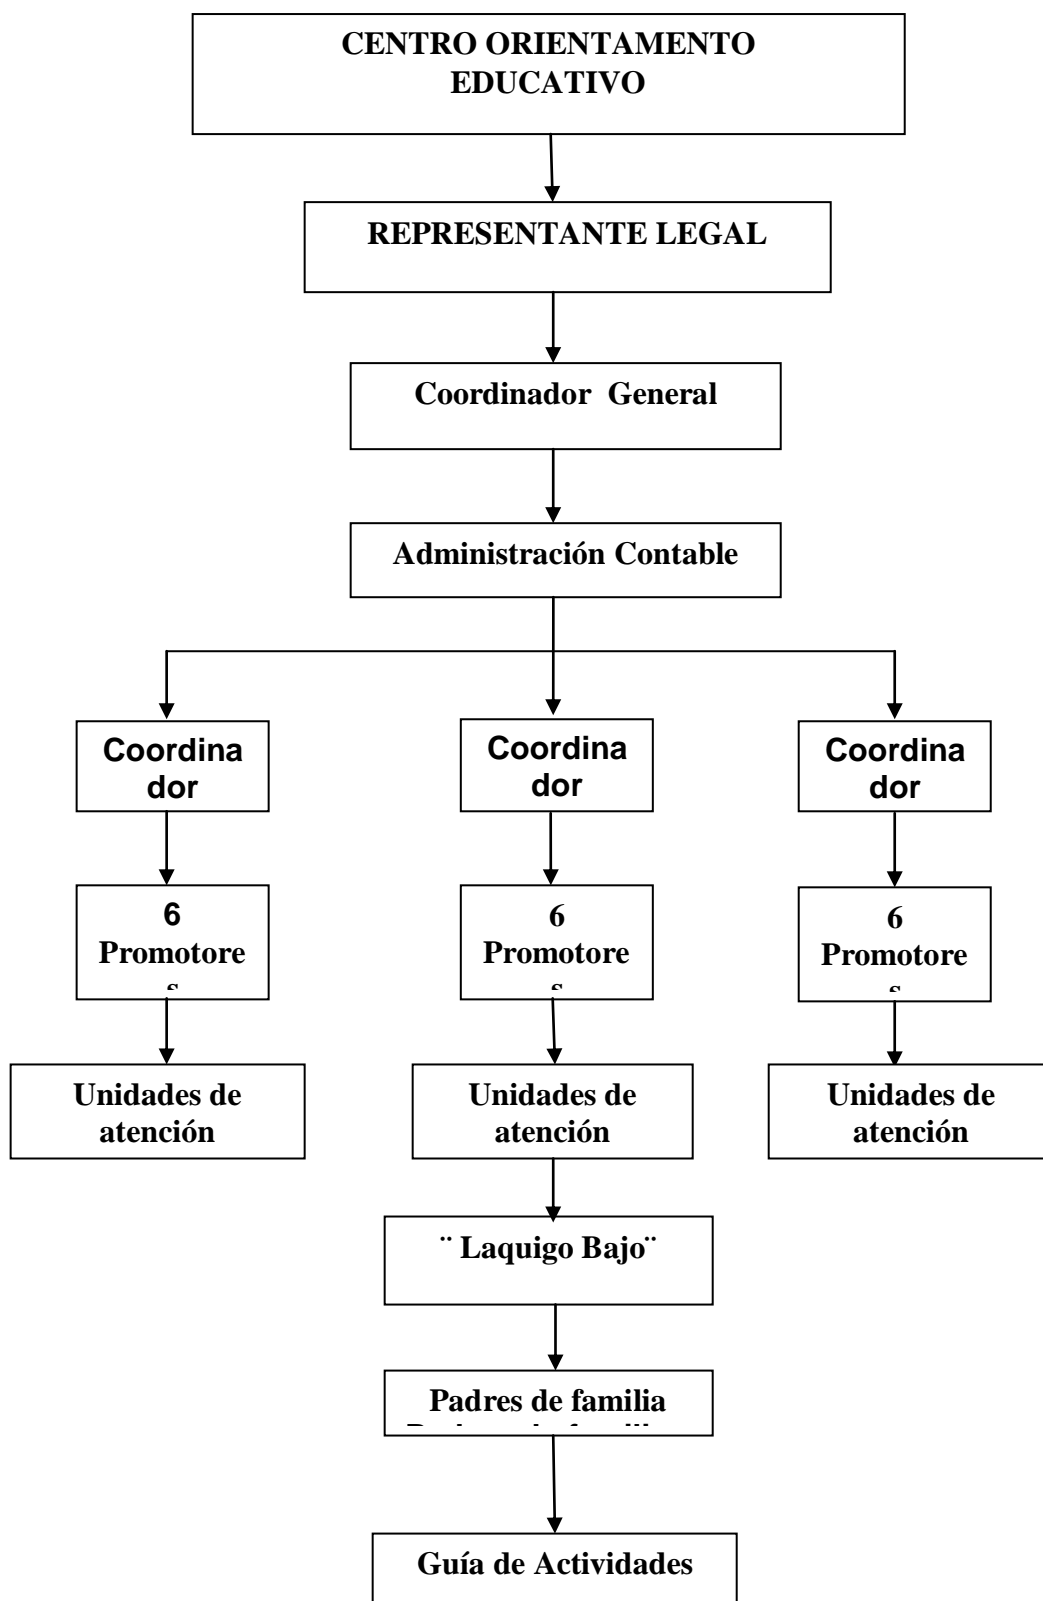 CENTRO ORIENTAMENTO
EDUCATIVO
REPRESENTANTE LEGAL
Coordinador  General
Administración Contable
Coordina
dor
Coordina
dor
Coordina
dor
6
Promotore
s
6
Promotore
s
6
Promotore
s
Unidades de
atención
Unidades de
atención
Unidades de
atención
¨ Laquigo Bajo¨
Padres de familia
Guía de Actividades